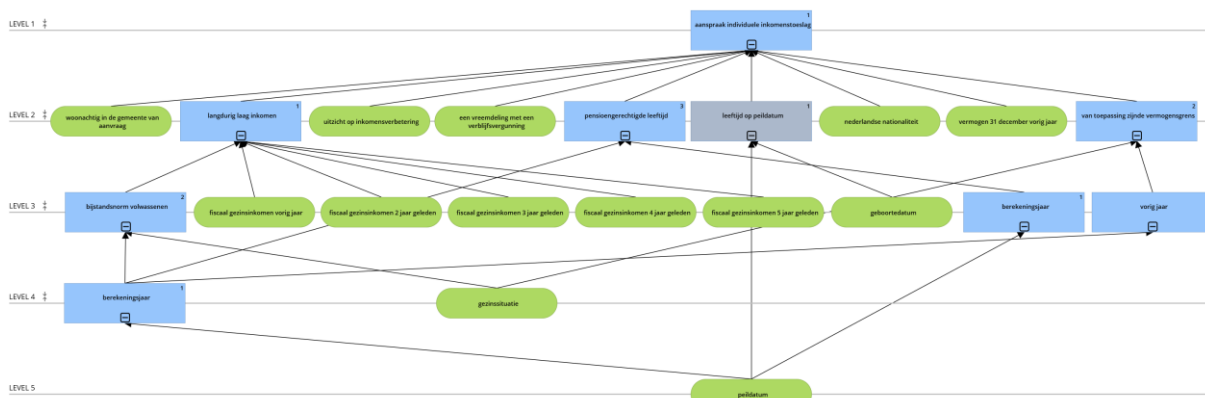 LEVEL 1
1
aanspraak individuele inkomenstoeslag
LEVEL 2
woonachtig in de gemeente van
aanvraag
1
langdurig laag inkomen
uitzicht op inkomensverbetering
een vreemdeling met een
verblijfsvergunning
3
pensioengerechtigde leeftijd
1
leeftijd op peildatum
nederlandse nationaliteit
vermogen 31 december vorig jaar
2
van toepassing zijnde vermogensgrens
LEVEL 3
2
bijstandsnorm volwassenen
fiscaal gezinsinkomen vorig jaar
fiscaal gezinsinkomen 2 jaar geleden
fiscaal gezinsinkomen 3 jaar geleden
fiscaal gezinsinkomen 4 jaar geleden
fiscaal gezinsinkomen 5 jaar geleden
geboortedatum
1
berekeningsjaar
vorig jaar
LEVEL 4
1
berekeningsjaar
gezinssituatie
LEVEL 5
peildatum